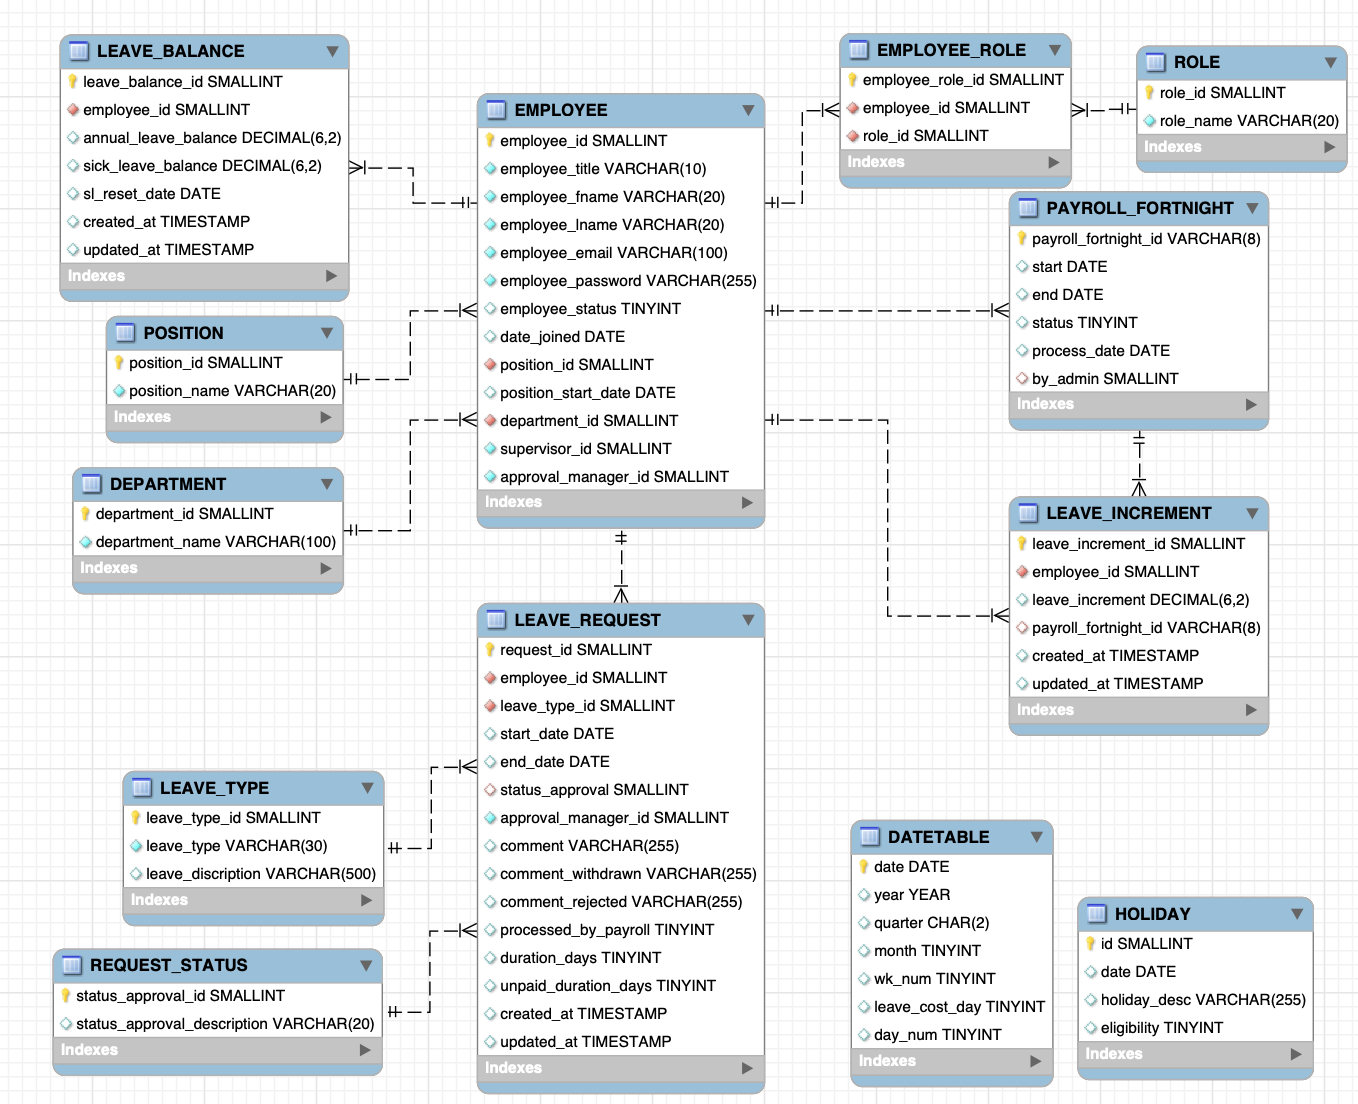 LEAVE_BALANCE
leave_balance_id SMALLINT
employee_id SMALLINT
annual_leave_balance DECIMAL(6,2)
sick_leave_balance DECIMAL(6,2)
sl_reset_date DATE
created_at TIMESTAMP
updated_at TIMESTAMP
Indexes
POSITION
position_id SMALLINT
position_name VARCHAR(20)
Indexes
DEPARTMENT
department_id SMALLINT
department_name VARCHAR(100)
Indexes
EMPLOYEE
employee_id SMALLINT
employee_title VARCHAR(10)
employee_fname VARCHAR(20)
employee_lname VARCHAR(20)
employee_email VARCHAR(100)
employee_password VARCHAR(255)
employee_status TINYINT
date_joined DATE
position_id SMALLINT
position_start_date DATE
department_id SMALLINT
supervisor_id SMALLINT
approval_manager_id SMALLINT
Indexes
EMPLOYEE_ROLE
employee_role_id SMALLINT
employee_id SMALLINT
role_id SMALLINT
Indexes
ROLE
role_id SMALLINT
role_name VARCHAR(20)
Indexes
PAYROLL_FORTNIGHT
payroll_fortnight_id VARCHAR(8)
start DATE
end DATE
status TINYINT
process_date DATE
by_admin SMALLINT
Indexes
LEAVE_INCREMENT
leave_increment_id SMALLINT
employee_id SMALLINT
leave_increment DECIMAL(6,2)
payroll_fortnight_id VARCHAR(8)
created_at TIMESTAMP
updated_at TIMESTAMP
Indexes
LEAVE_REQUEST
request_id SMALLINT
employee_id SMALLINT
leave_type_id SMALLINT
start_date DATE
end_date DATE
status_approval SMALLINT
approval_manager_id SMALLINT
comment VARCHAR(255)
comment_withdrawn VARCHAR(255)
comment_rejected VARCHAR(255)
processed_by_payroll TINYINT
duration_days TINYINT
unpaid_duration_days TINYINT
created_at TIMESTAMP
updated_at TIMESTAMP
Indexes
LEAVE_TYPE
leave_type_id SMALLINT
leave_type VARCHAR(30)
leave_discription VARCHAR(500)
Indexes
REQUEST_STATUS
status_approval_id SMALLINT
status_approval_description VARCHAR(20)
Indexes
DATETABLE
date DATE
year YEAR
quarter CHAR(2)
month TINYINT
wk_num TINYINT
leave_cost_day TINYINT
day_num TINYINT
Indexes
HOLIDAY
id SMALLINT
date DATE
holiday_desc VARCHAR(255)
eligibility TINYINT
Indexes